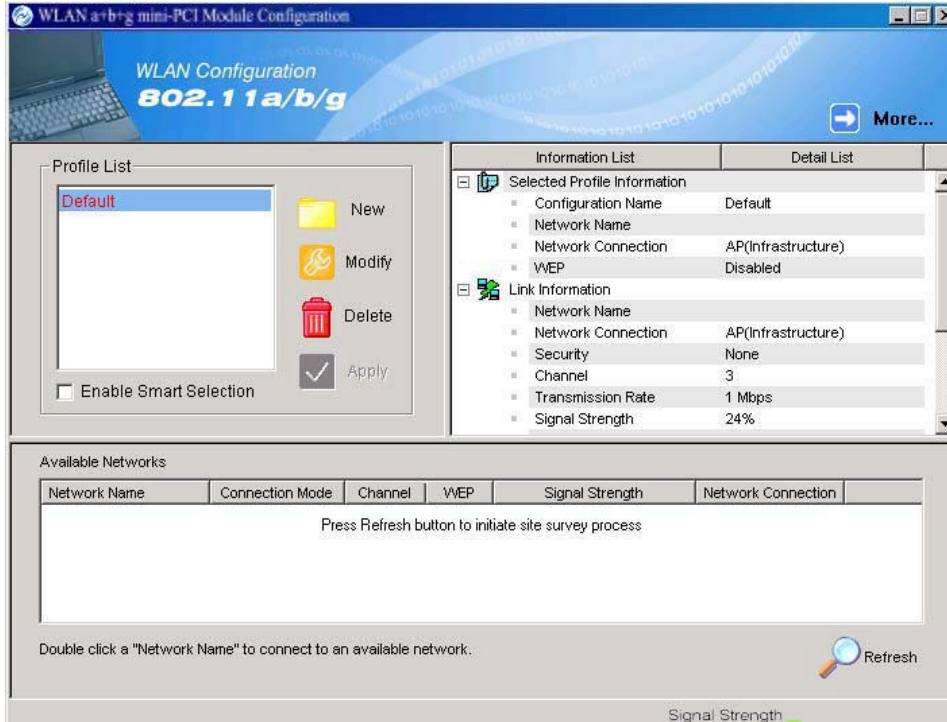 WLAN a+b+g mini-PCI Module Configuration
WLAN Configuration
802.11a/b/g
More...
Profile List
Default
New
Modify
Delete
Apply
Enable Smart Selection
Information List Detail List
Selected Profile Information
Configuration Name Default
Network Name
Network Connection AP(Infrastructure)
WEP Disabled
Link Information
Network Name
Network Connection AP(Infrastructure)
Security None
Channel 3
Transmission Rate 1 Mbps
Signal Strength 24%
Available Networks
Network Name Connection Mode Channel WEP Signal Strength Network Connection
Press Refresh button to initiate site survey process
Double click a "Network Name" to connect to an available network.
Refresh
Signal Strength